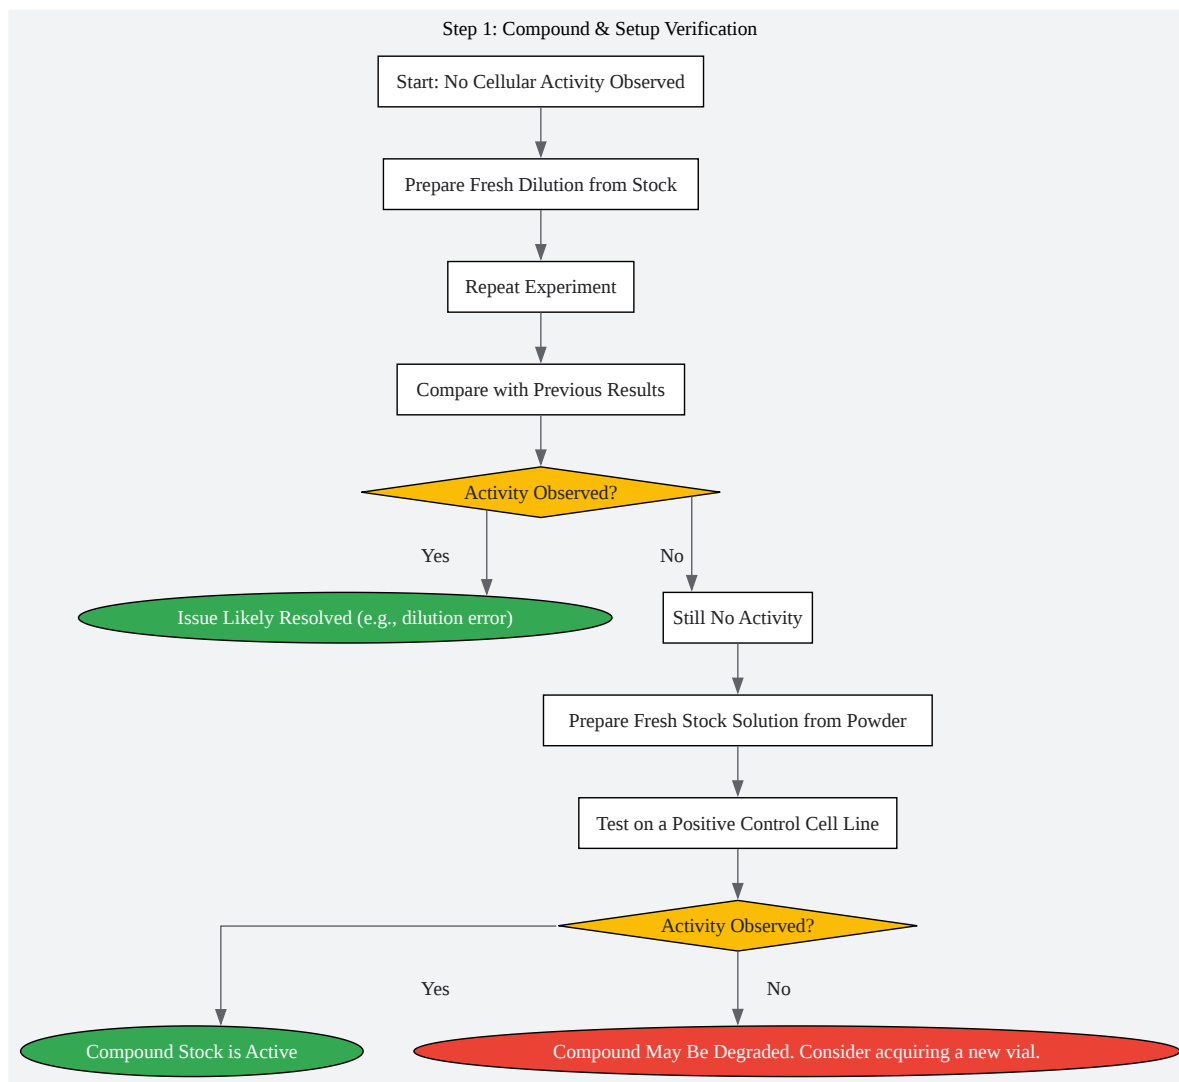 Step 1: Compound & Setup Verification
Start: No Cellular Activity Observed
Prepare Fresh Dilution from Stock
Repeat Experiment
Compare with Previous Results
Activity Observed?
Yes
No
Issue Likely Resolved (e.g., dilution error)
Still No Activity
Prepare Fresh Stock Solution from Powder
Test on a Positive Control Cell Line
Activity Observed?
Yes
No
Compound Stock is Active
Compound May Be Degraded. Consider acquiring a new vial.